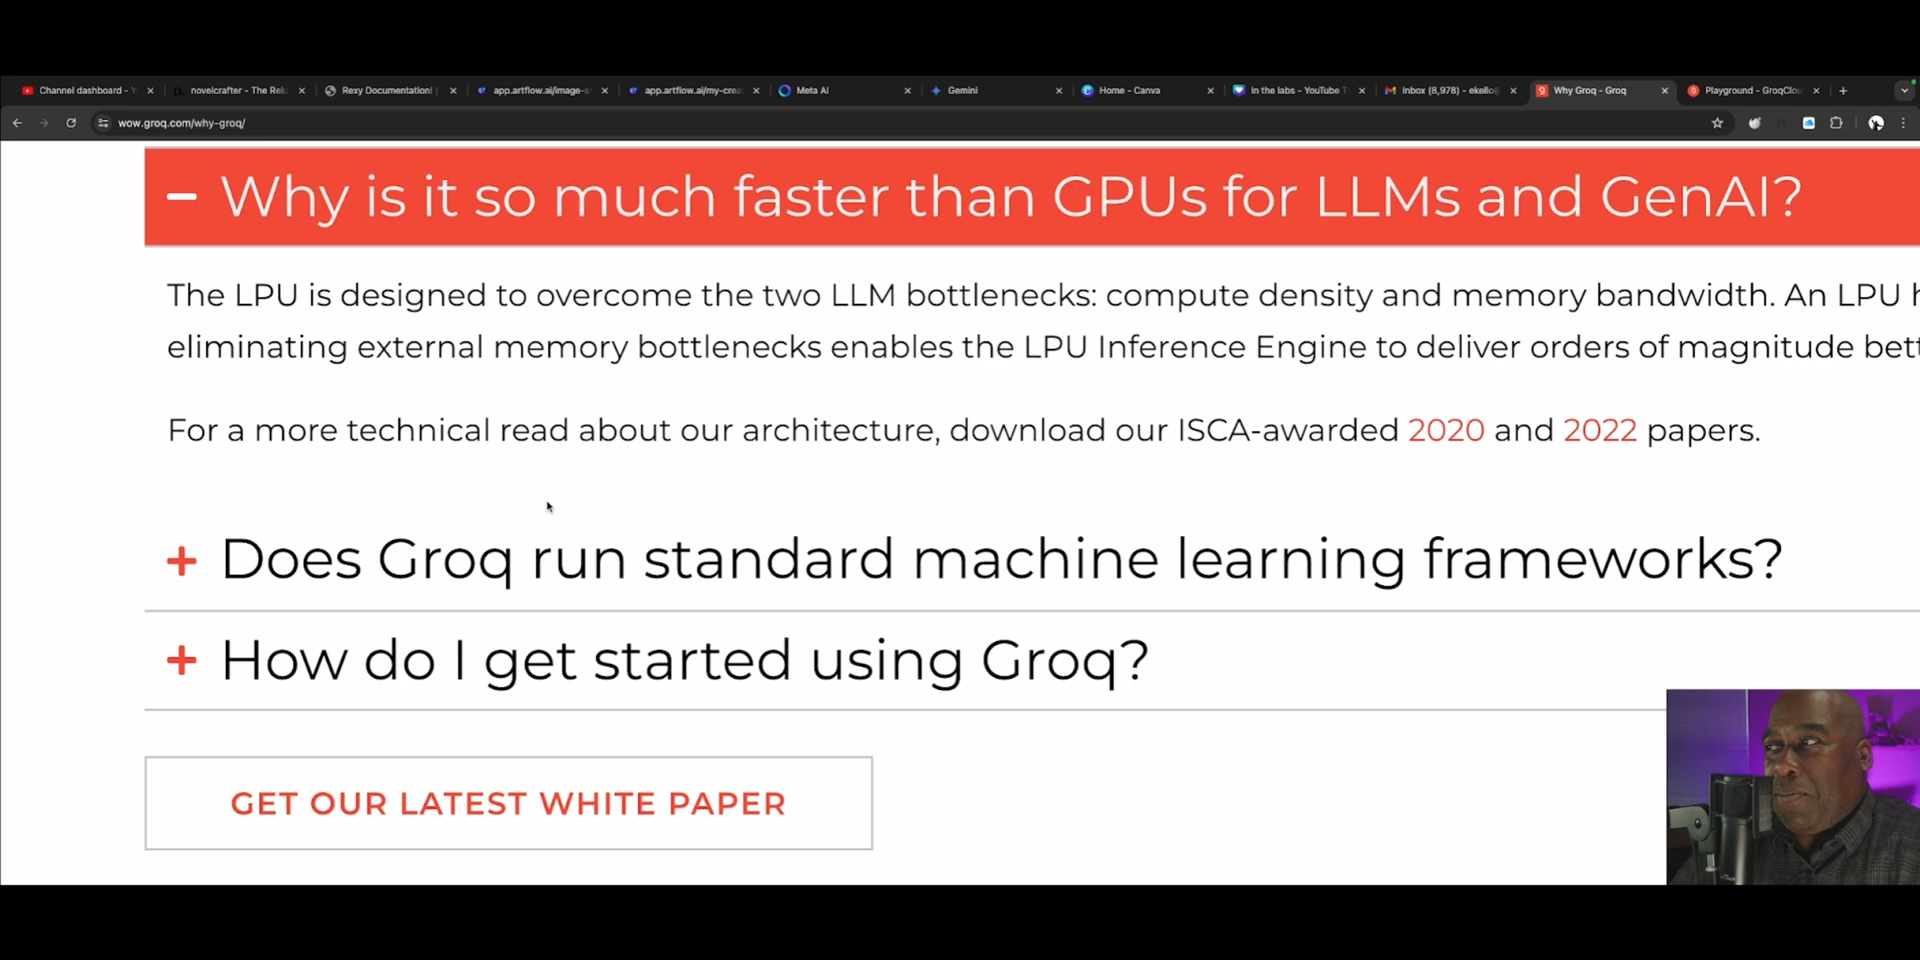 Channel dashboard -
novelcrafter - The Relu
Rexy Documentation! |
app.artflow.ai/image-s
app.artflow.ai/my-crea
Meta AI
Gemini
Home - Canva
In the labs - YouTube T
Inbox (8,978) - ekello
Why Groq - Groq
Playground - GroqClou
wow.groq.com/why-groq/
Why is it so much faster than GPUs for LLMs and GenAI?
The LPU is designed to overcome the two LLM bottlenecks: compute density and memory bandwidth. An LPU h
eliminating external memory bottlenecks enables the LPU Inference Engine to deliver orders of magnitude bett
For a more technical read about our architecture, download our ISCA-awarded 2020 and 2022 papers.
+ Does Groq run standard machine learning frameworks?
+ How do I get started using Groq?
GET OUR LATEST WHITE PAPER